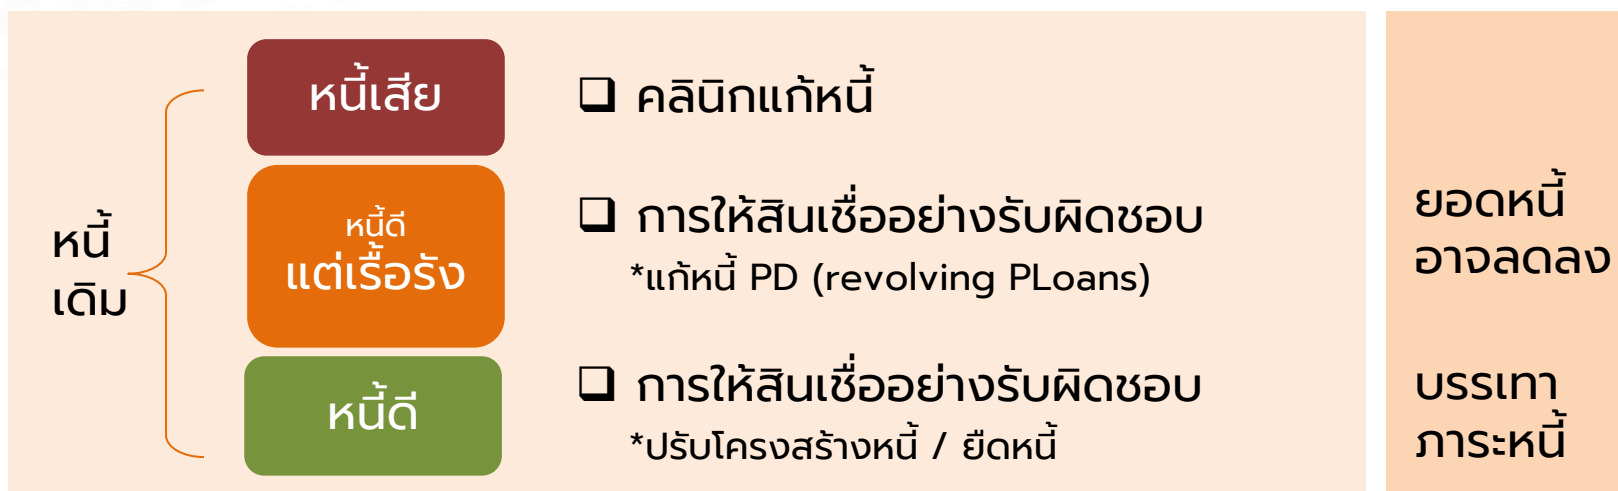 หนี้
เดิม
หนี้เสีย
❑ คลินิกแก้หนี้
หนี้ดี
แต่เรื้อรัง
❑ การให้สินเชื่ออย่างรับผิดชอบ
*แก้หนี้ PD (revolving PLoans)
หนี้ดี
❑ การให้สินเชื่ออย่างรับผิดชอบ
*ปรับโครงสร้างหนี้ / ยืดหนี้
ยอดหนี้
อาจลดลง
บรรเทา
ภาระหนี้